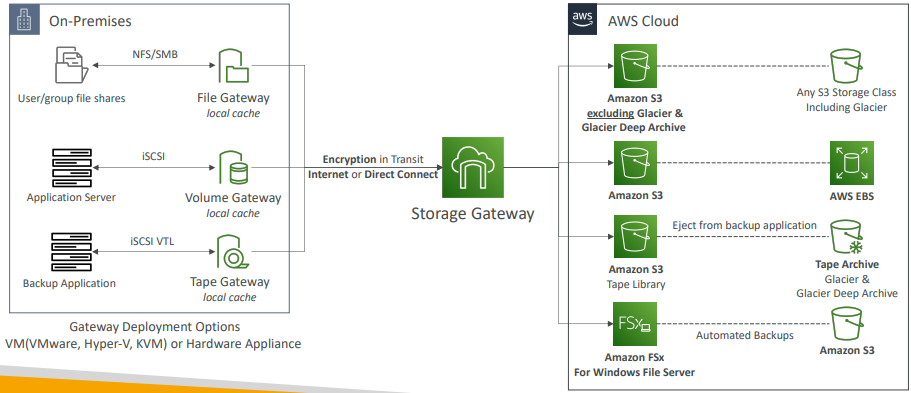 On-Premises
NFS/SMB
User/group file shares
File Gateway
local cache
iSCSI
Application Server
Volume Gateway
local cache
iSCSI VTL
Backup Application
Tape Gateway
local cache
Gateway Deployment Options
VM(VMware, Hyper-V, KVM) or Hardware Appliance
Encryption in Transit
Internet or Direct Connect
Storage Gateway
aws
AWS Cloud
Amazon S3
excluding Glacier &
Glacier Deep Archive
Any S3 Storage Class
Including Glacier
Amazon S3
AWS EBS
Amazon S3
Tape Library
Eject from backup application
Tape Archive
Glacier &
Glacier Deep Archive
FSx
Amazon FSx
For Windows File Server
Automated Backups
Amazon S3